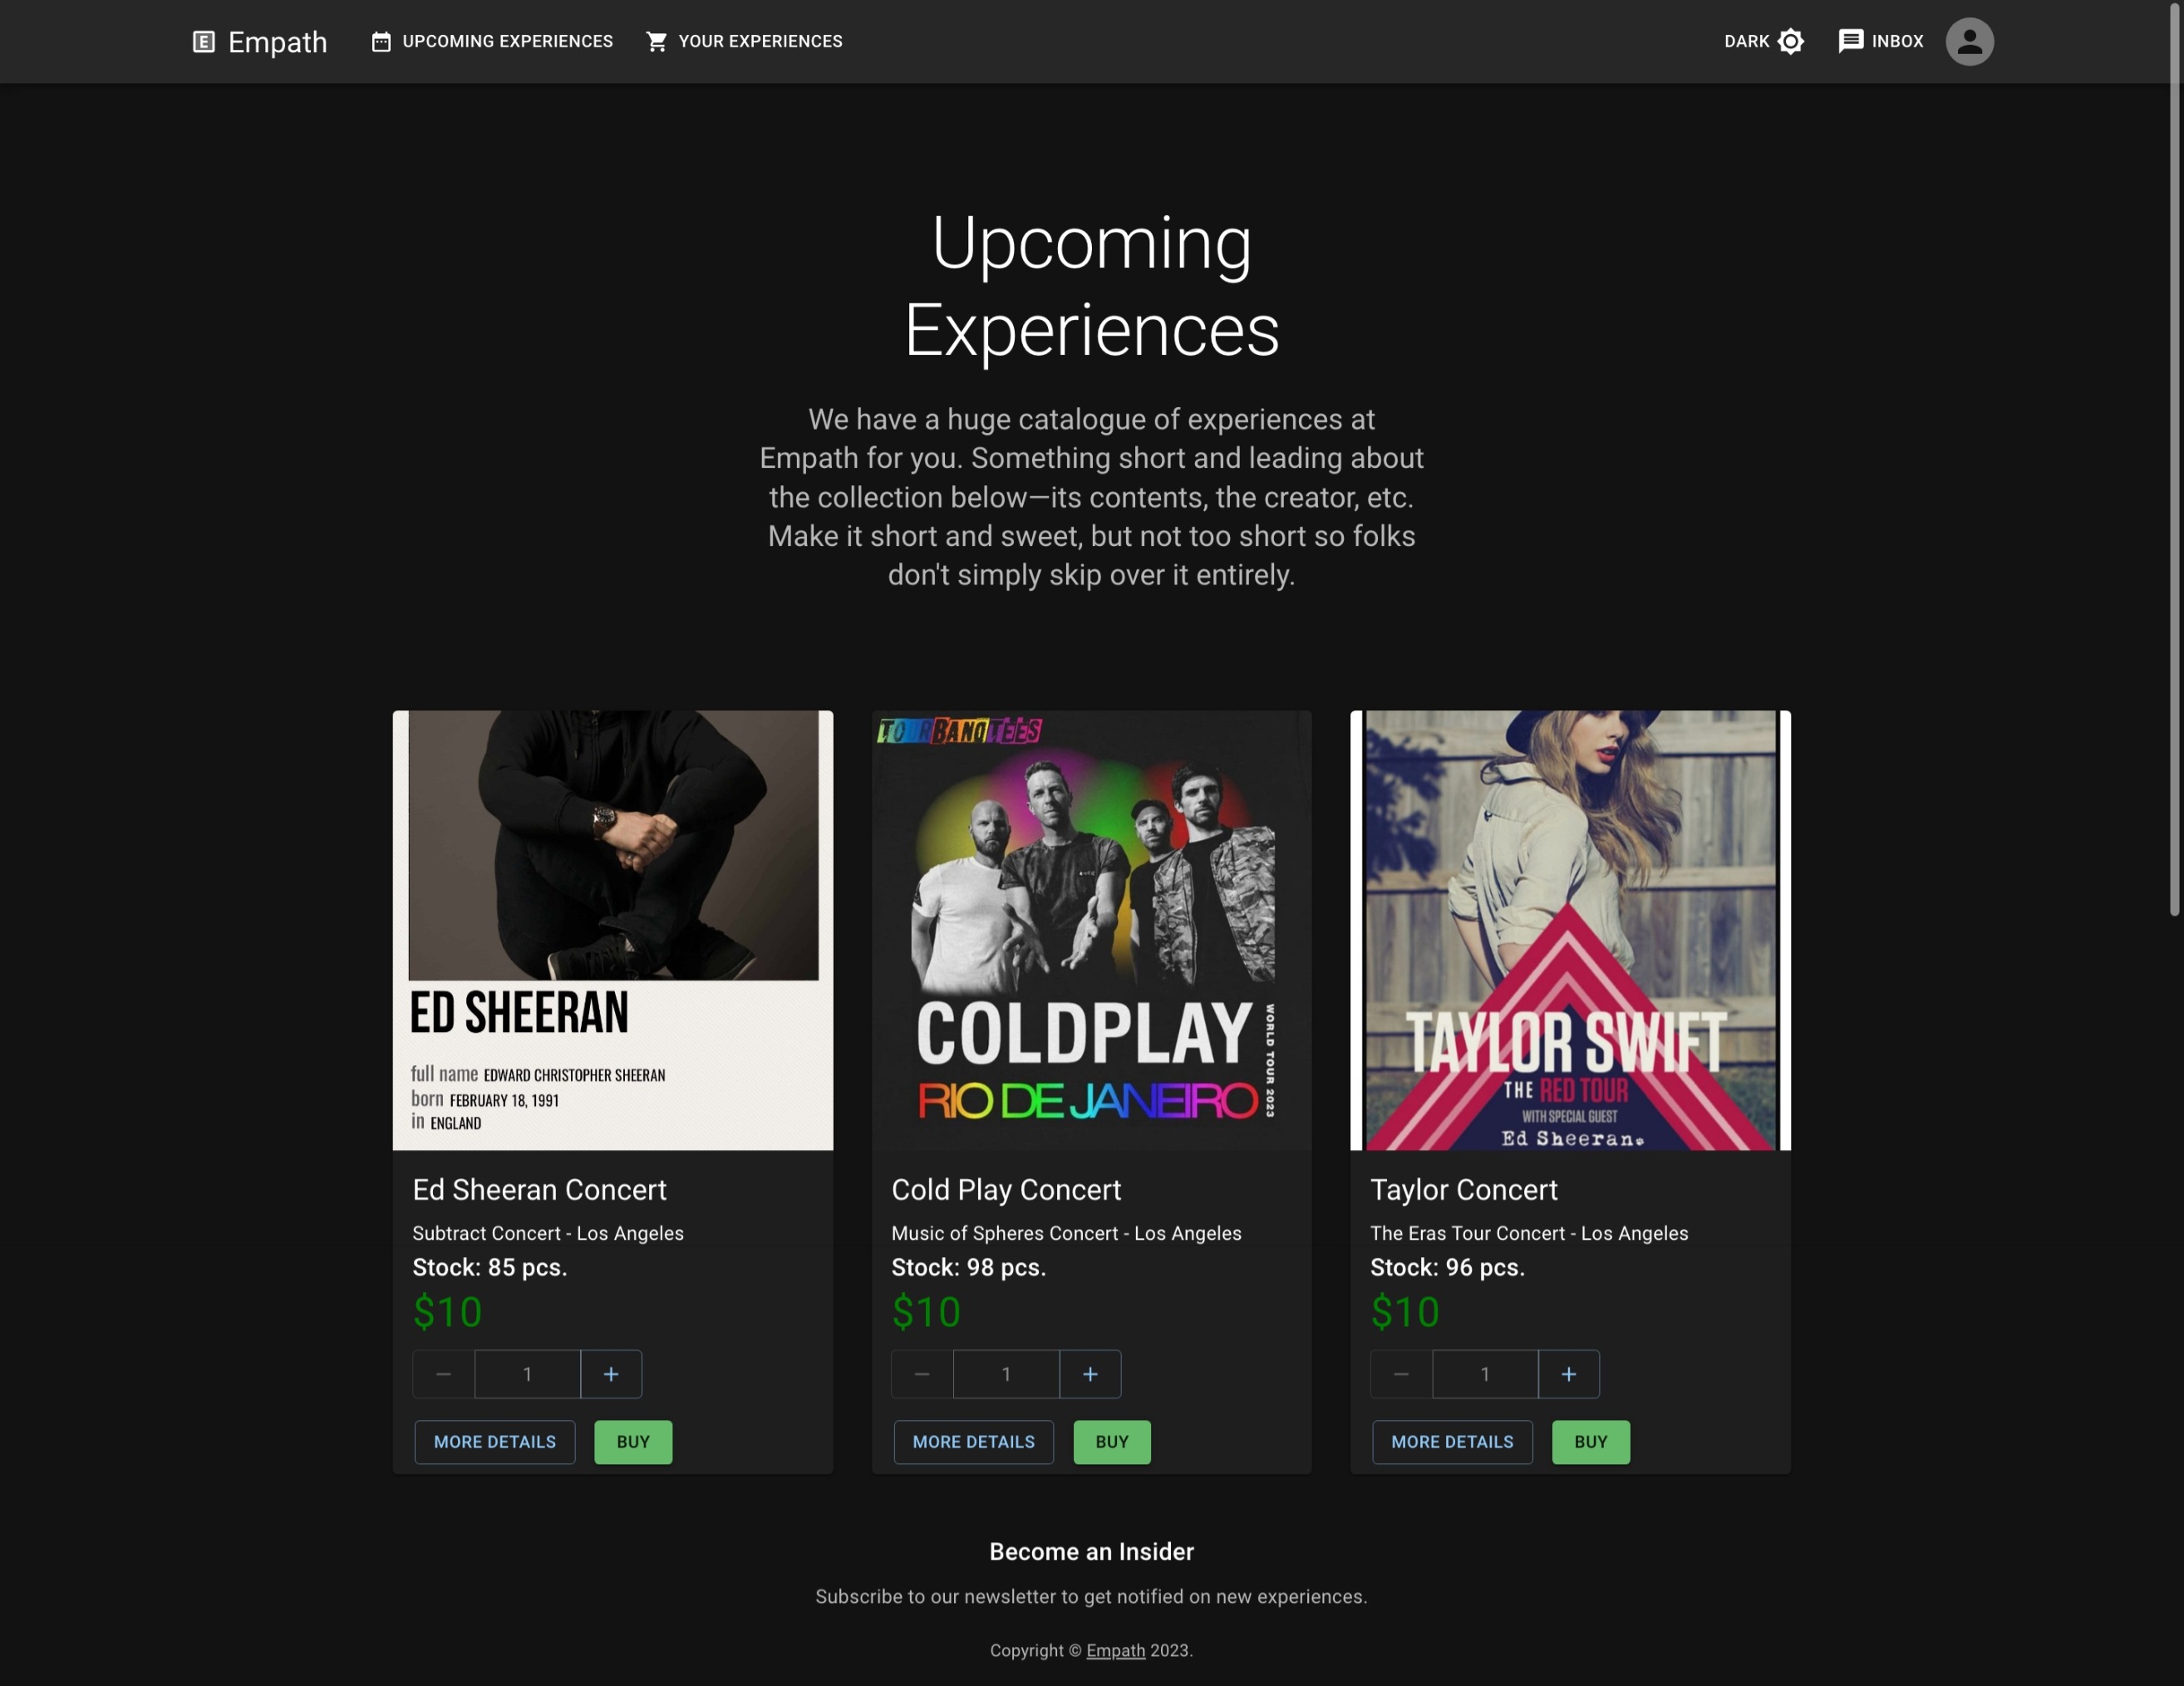 E Empath
UPCOMING EXPERIENCES
YOUR EXPERIENCES
DARK
INBOX
Upcoming
Experiences
We have a huge catalogue of experiences at
Empath for you. Something short and leading about
the collection below—its contents, the creator, etc.
Make it short and sweet, but not too short so folks
don't simply skip over it entirely.
ED SHEERAN
full name EDWARD CHRISTOPHER SHEERAN
born FEBRUARY 18, 1991
in ENGLAND
Ed Sheeran Concert
Subtract Concert - Los Angeles
Stock: 85 pcs.
$10
− 1 +
MORE DETAILS
BUY
TOURBANDTEES
COLDPLAY
RIO DE JANEIRO
WORLD TOUR 2023
Cold Play Concert
Music of Spheres Concert - Los Angeles
Stock: 98 pcs.
$10
− 1 +
MORE DETAILS
BUY
TAYLOR SWIFT
THE RED TOUR
WITH SPECIAL GUEST
Ed Sheeran
Taylor Concert
The Eras Tour Concert - Los Angeles
Stock: 96 pcs.
$10
− 1 +
MORE DETAILS
BUY
Become an Insider
Subscribe to our newsletter to get notified on new experiences.
Copyright © Empath 2023.